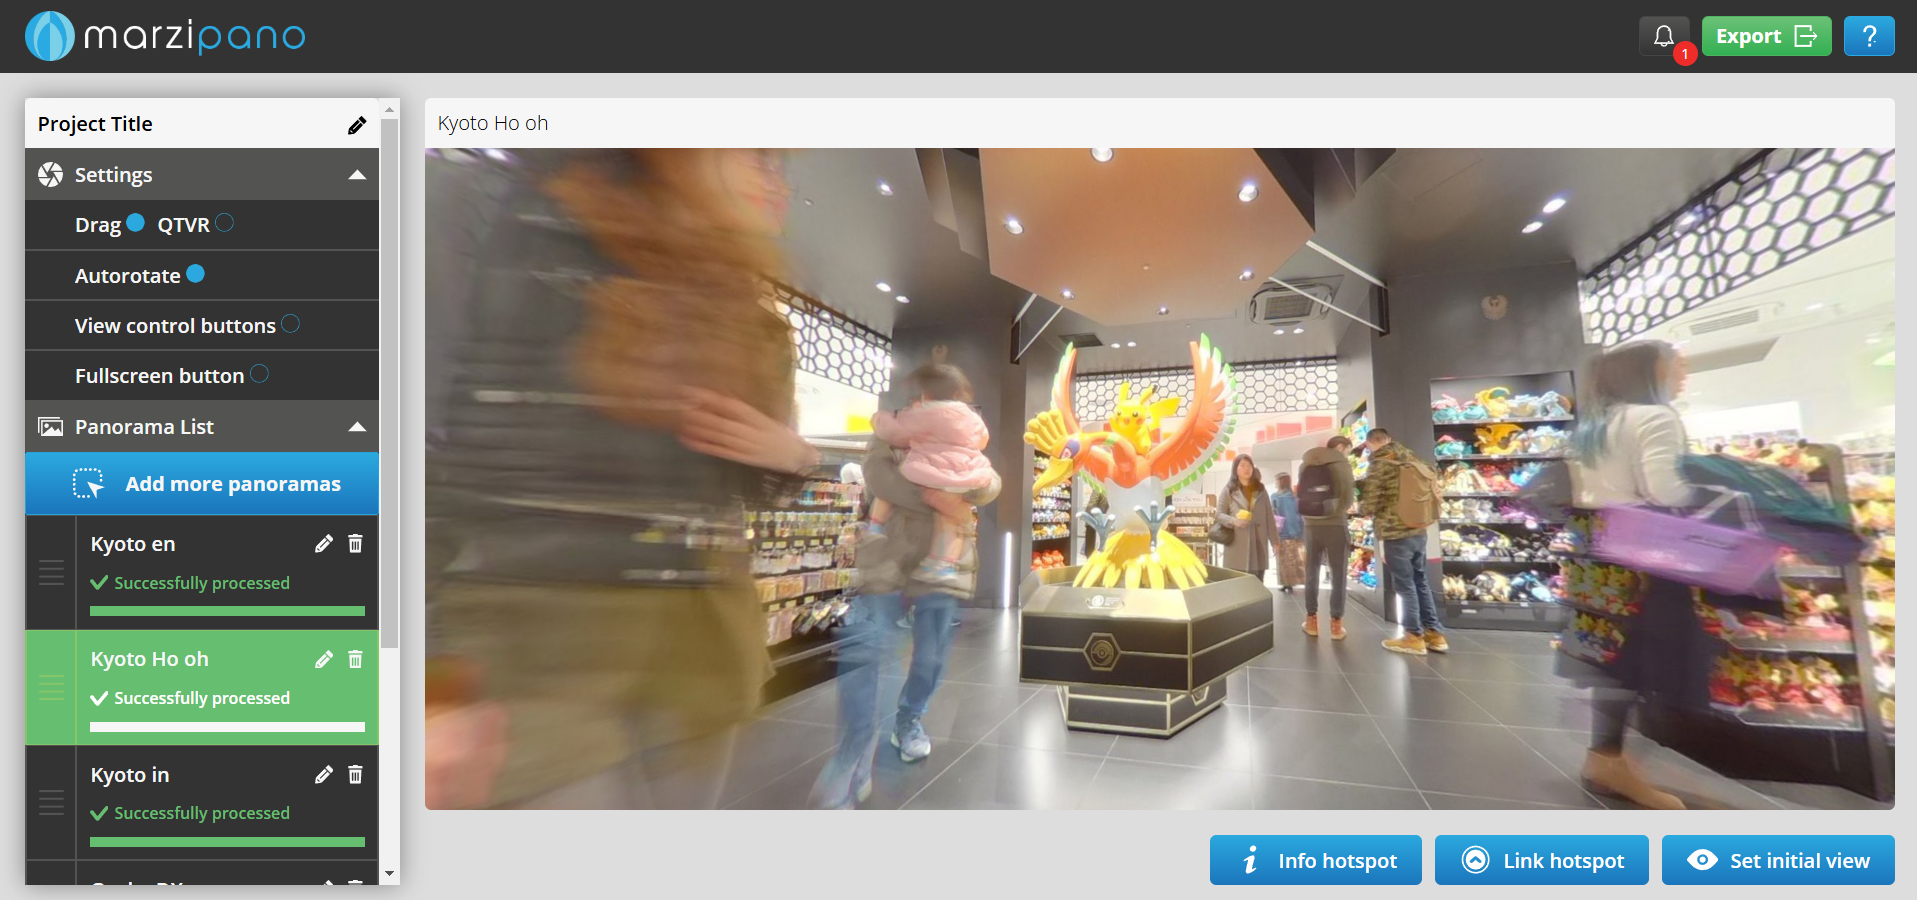 marzipano
1
Export
?
Project Title
Settings
Drag QTVR
Autorotate
View control buttons
Fullscreen button
Panorama List
Add more panoramas
Kyoto en
Successfully processed
Kyoto Ho oh
Successfully processed
Kyoto in
Successfully processed
Kyoto Ho oh
Info hotspot
Link hotspot
Set initial view